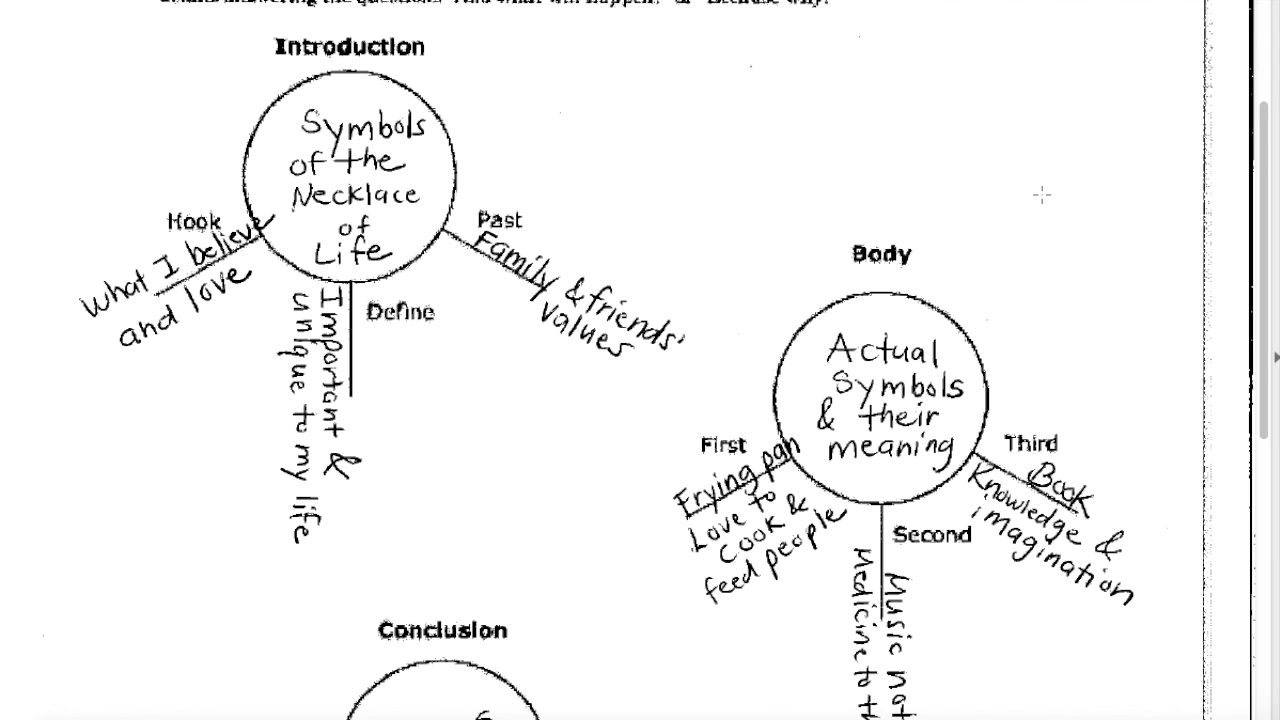 Introduction
Symbols
of the
Necklace
of
Life
Hook
What I believe
and love
Define
Important &
unique to my life
Past
Family & friends'
values
Body
Actual
Symbols
& their
meaning
First
Frying pan
Love to
Cook &
feed people
Second
Music
Medicine to
Third
Book
Knowledge &
imagination
Conclusion